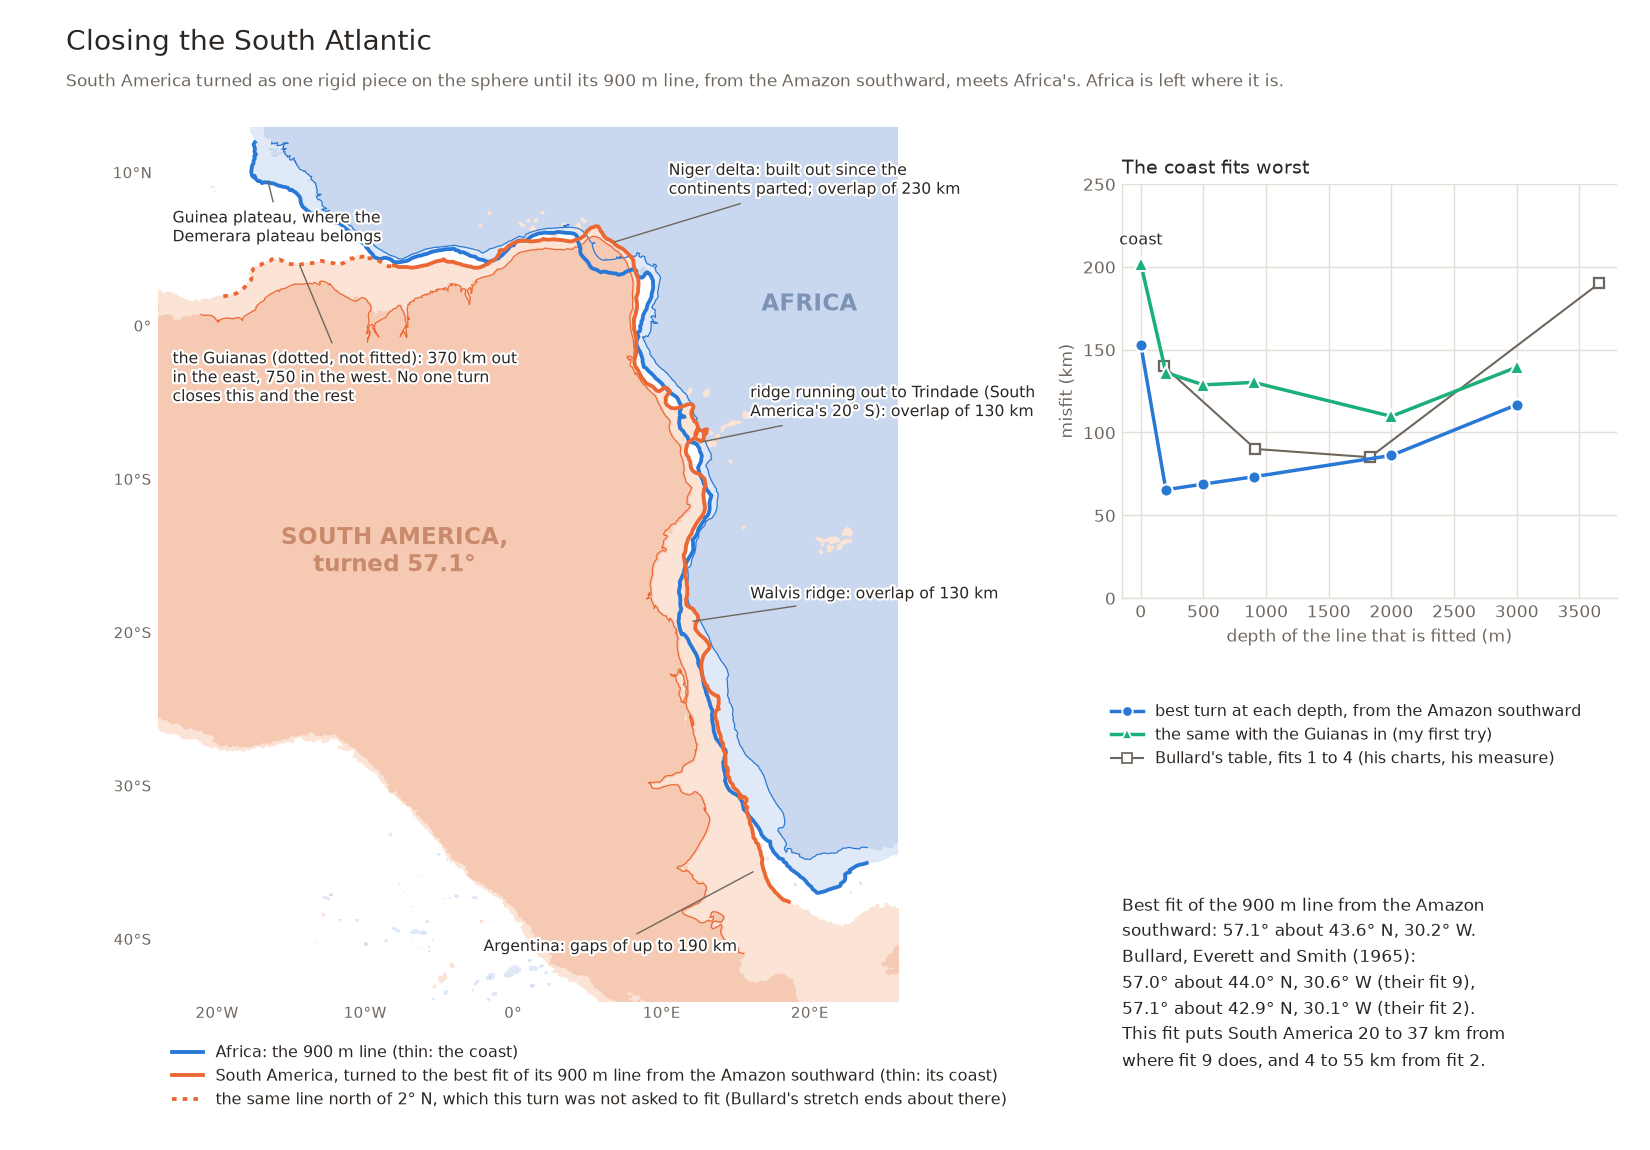 Closing the South Atlantic
South America turned as one rigid piece on the sphere until its 900 m line, from the Amazon southward, meets Africa's. Africa is left where it is.
10°N
0°
10°S
20°S
30°S
40°S
20°W
10°W
0°
10°E
20°E
Niger delta: built out since the
continents parted; overlap of 230 km
Guinea plateau, where the
Demerara plateau belongs
AFRICA
the Guianas (dotted, not fitted): 370 km out
in the east, 750 in the west. No one turn
closes this and the rest
ridge running out to Trindade (South
America's 20° S): overlap of 130 km
SOUTH AMERICA,
turned 57.1°
Walvis ridge: overlap of 130 km
Argentina: gaps of up to 190 km
Africa: the 900 m line (thin: the coast)
South America, turned to the best fit of its 900 m line from the Amazon southward (thin: its coast)
the same line north of 2° N, which this turn was not asked to fit (Bullard's stretch ends about there)
The coast fits worst
250
200
150
100
50
0
misfit (km)
coast
0
500
1000
1500
2000
2500
3000
3500
depth of the line that is fitted (m)
best turn at each depth, from the Amazon southward
the same with the Guianas in (my first try)
Bullard's table, fits 1 to 4 (his charts, his measure)
Best fit of the 900 m line from the Amazon
southward: 57.1° about 43.6° N, 30.2° W.
Bullard, Everett and Smith (1965):
57.0° about 44.0° N, 30.6° W (their fit 9),
57.1° about 42.9° N, 30.1° W (their fit 2).
This fit puts South America 20 to 37 km from
where fit 9 does, and 4 to 55 km from fit 2.